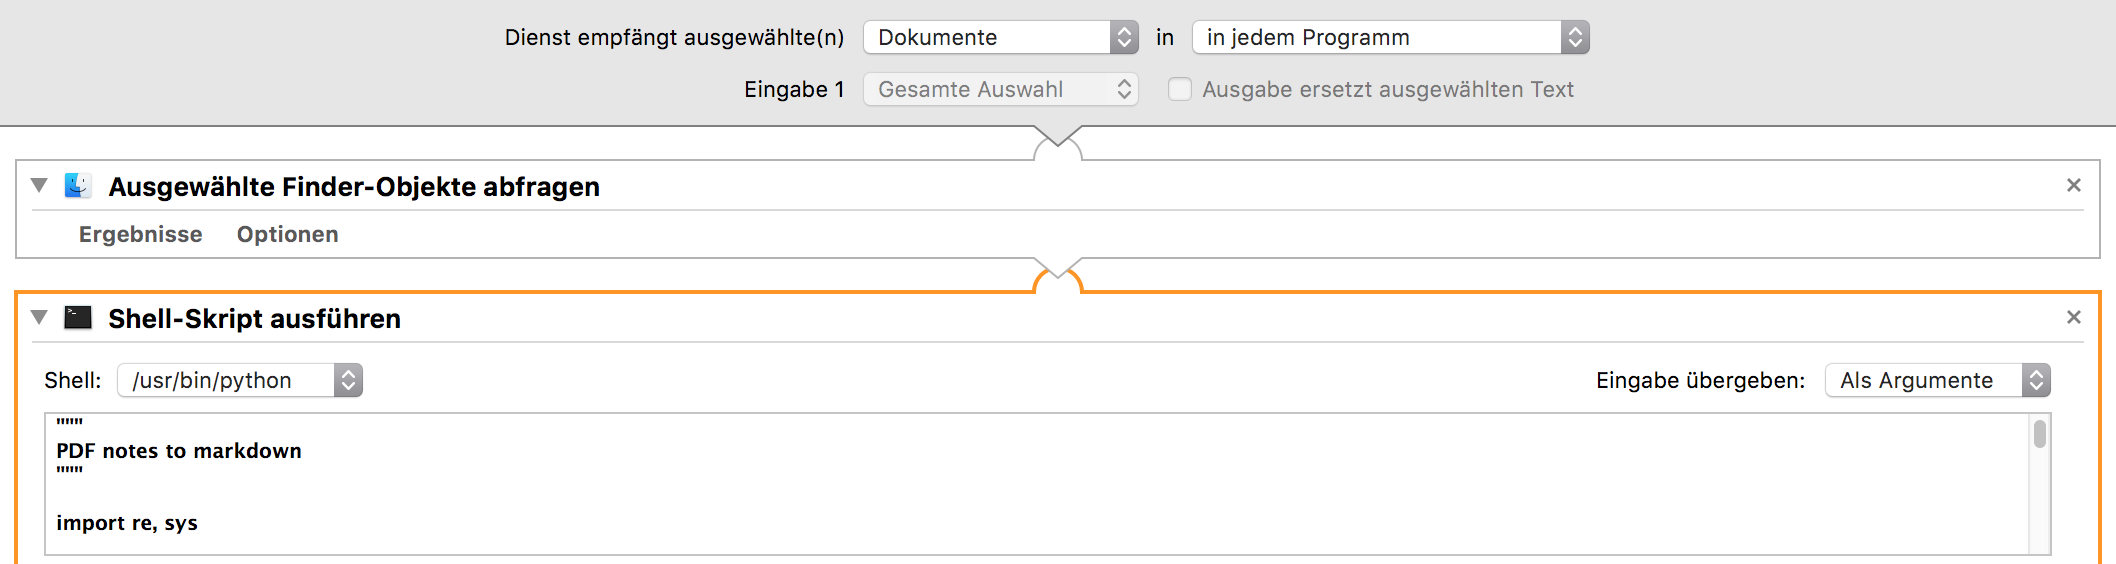 Dienst empfängt ausgewählte(n) Dokumente in in jedem Programm
Eingabe 1 Gesamte Auswahl Ausgabe ersetzt ausgewählten Text
Ausgewählte Finder-Objekte abfragen
Ergebnisse Optionen
Shell-Skript ausführen
Shell: /usr/bin/python Eingabe übergeben: Als Argumente
"""
PDF notes to markdown
"""
import re, sys